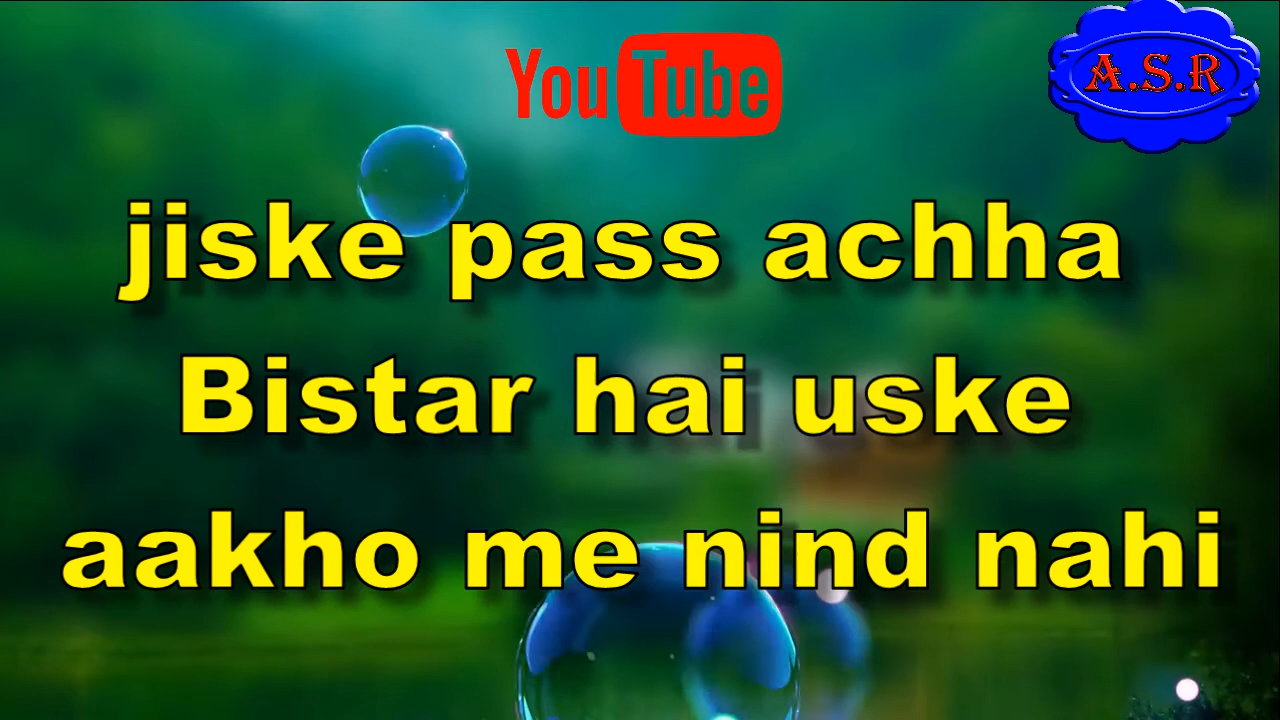 YouTube
A.S.R
jiske pass achha
Bistar hai uske
aakho me nind nahi